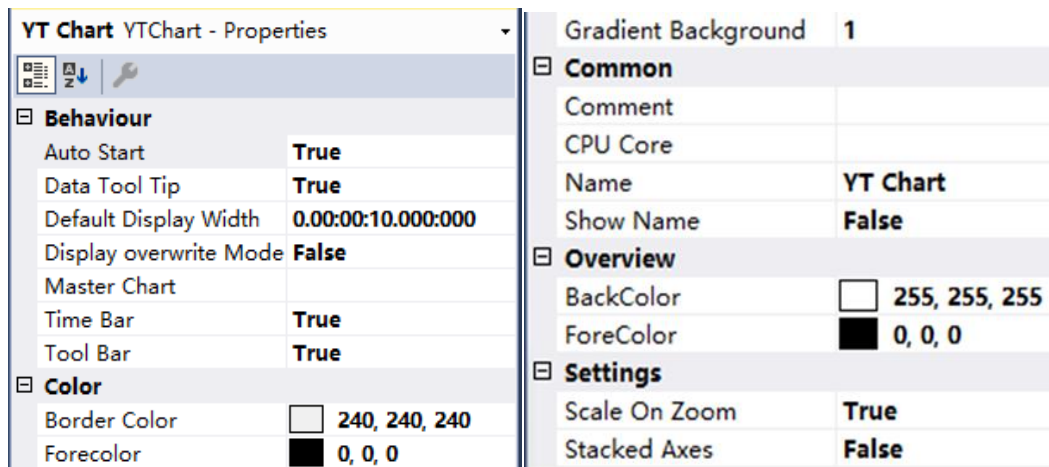 YT Chart YTChart - Properties
Behaviour
Auto Start True
Data Tool Tip True
Default Display Width 0.00:00:10.000:000
Display overwrite Mode False
Master Chart
Time Bar True
Tool Bar True
Color
Border Color 240, 240, 240
Forecolor 0, 0, 0
Gradient Background 1
Common
Comment
CPU Core
Name YT Chart
Show Name False
Overview
BackColor 255, 255, 255
ForeColor 0, 0, 0
Settings
Scale On Zoom True
Stacked Axes False